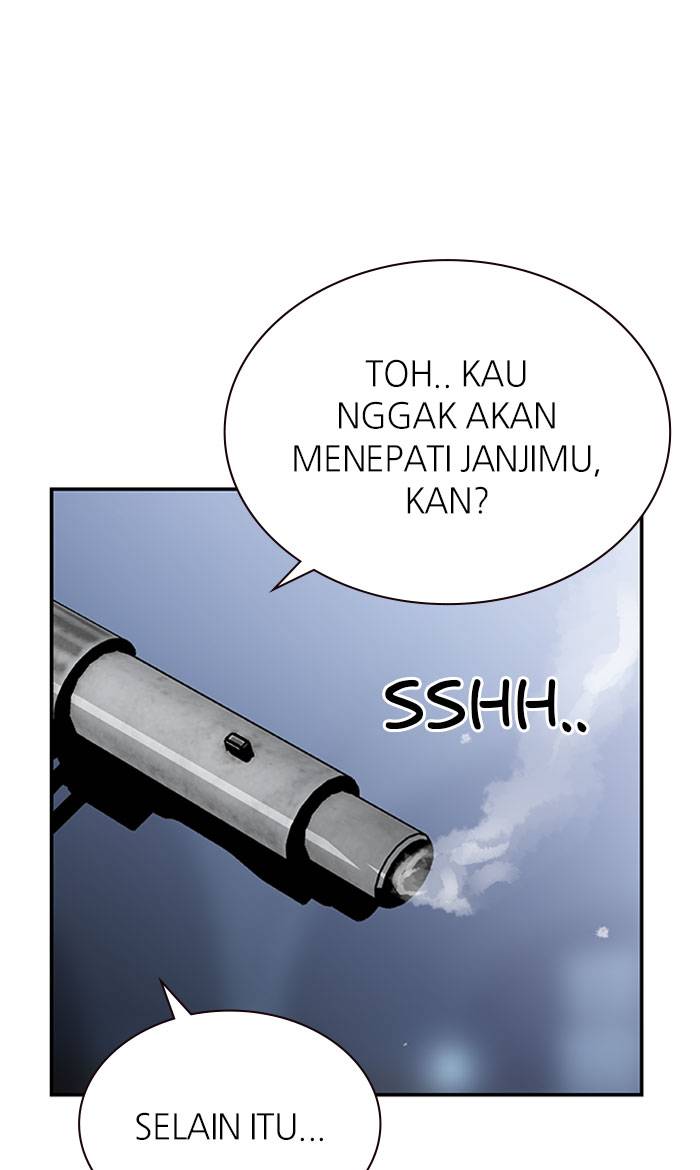 TOH.. KAU
NGGAK AKAN
MENEPATI JANJIMU,
KAN?
SSHH..
SELAIN ITU...